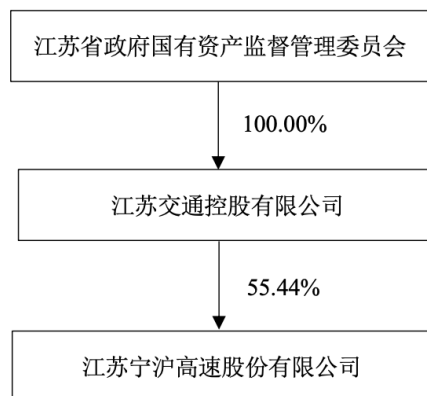 江苏省政府国有资产监督管理委员会
100.00%
江苏交通控股有限公司
55.44%
江苏宁沪高速股份有限公司